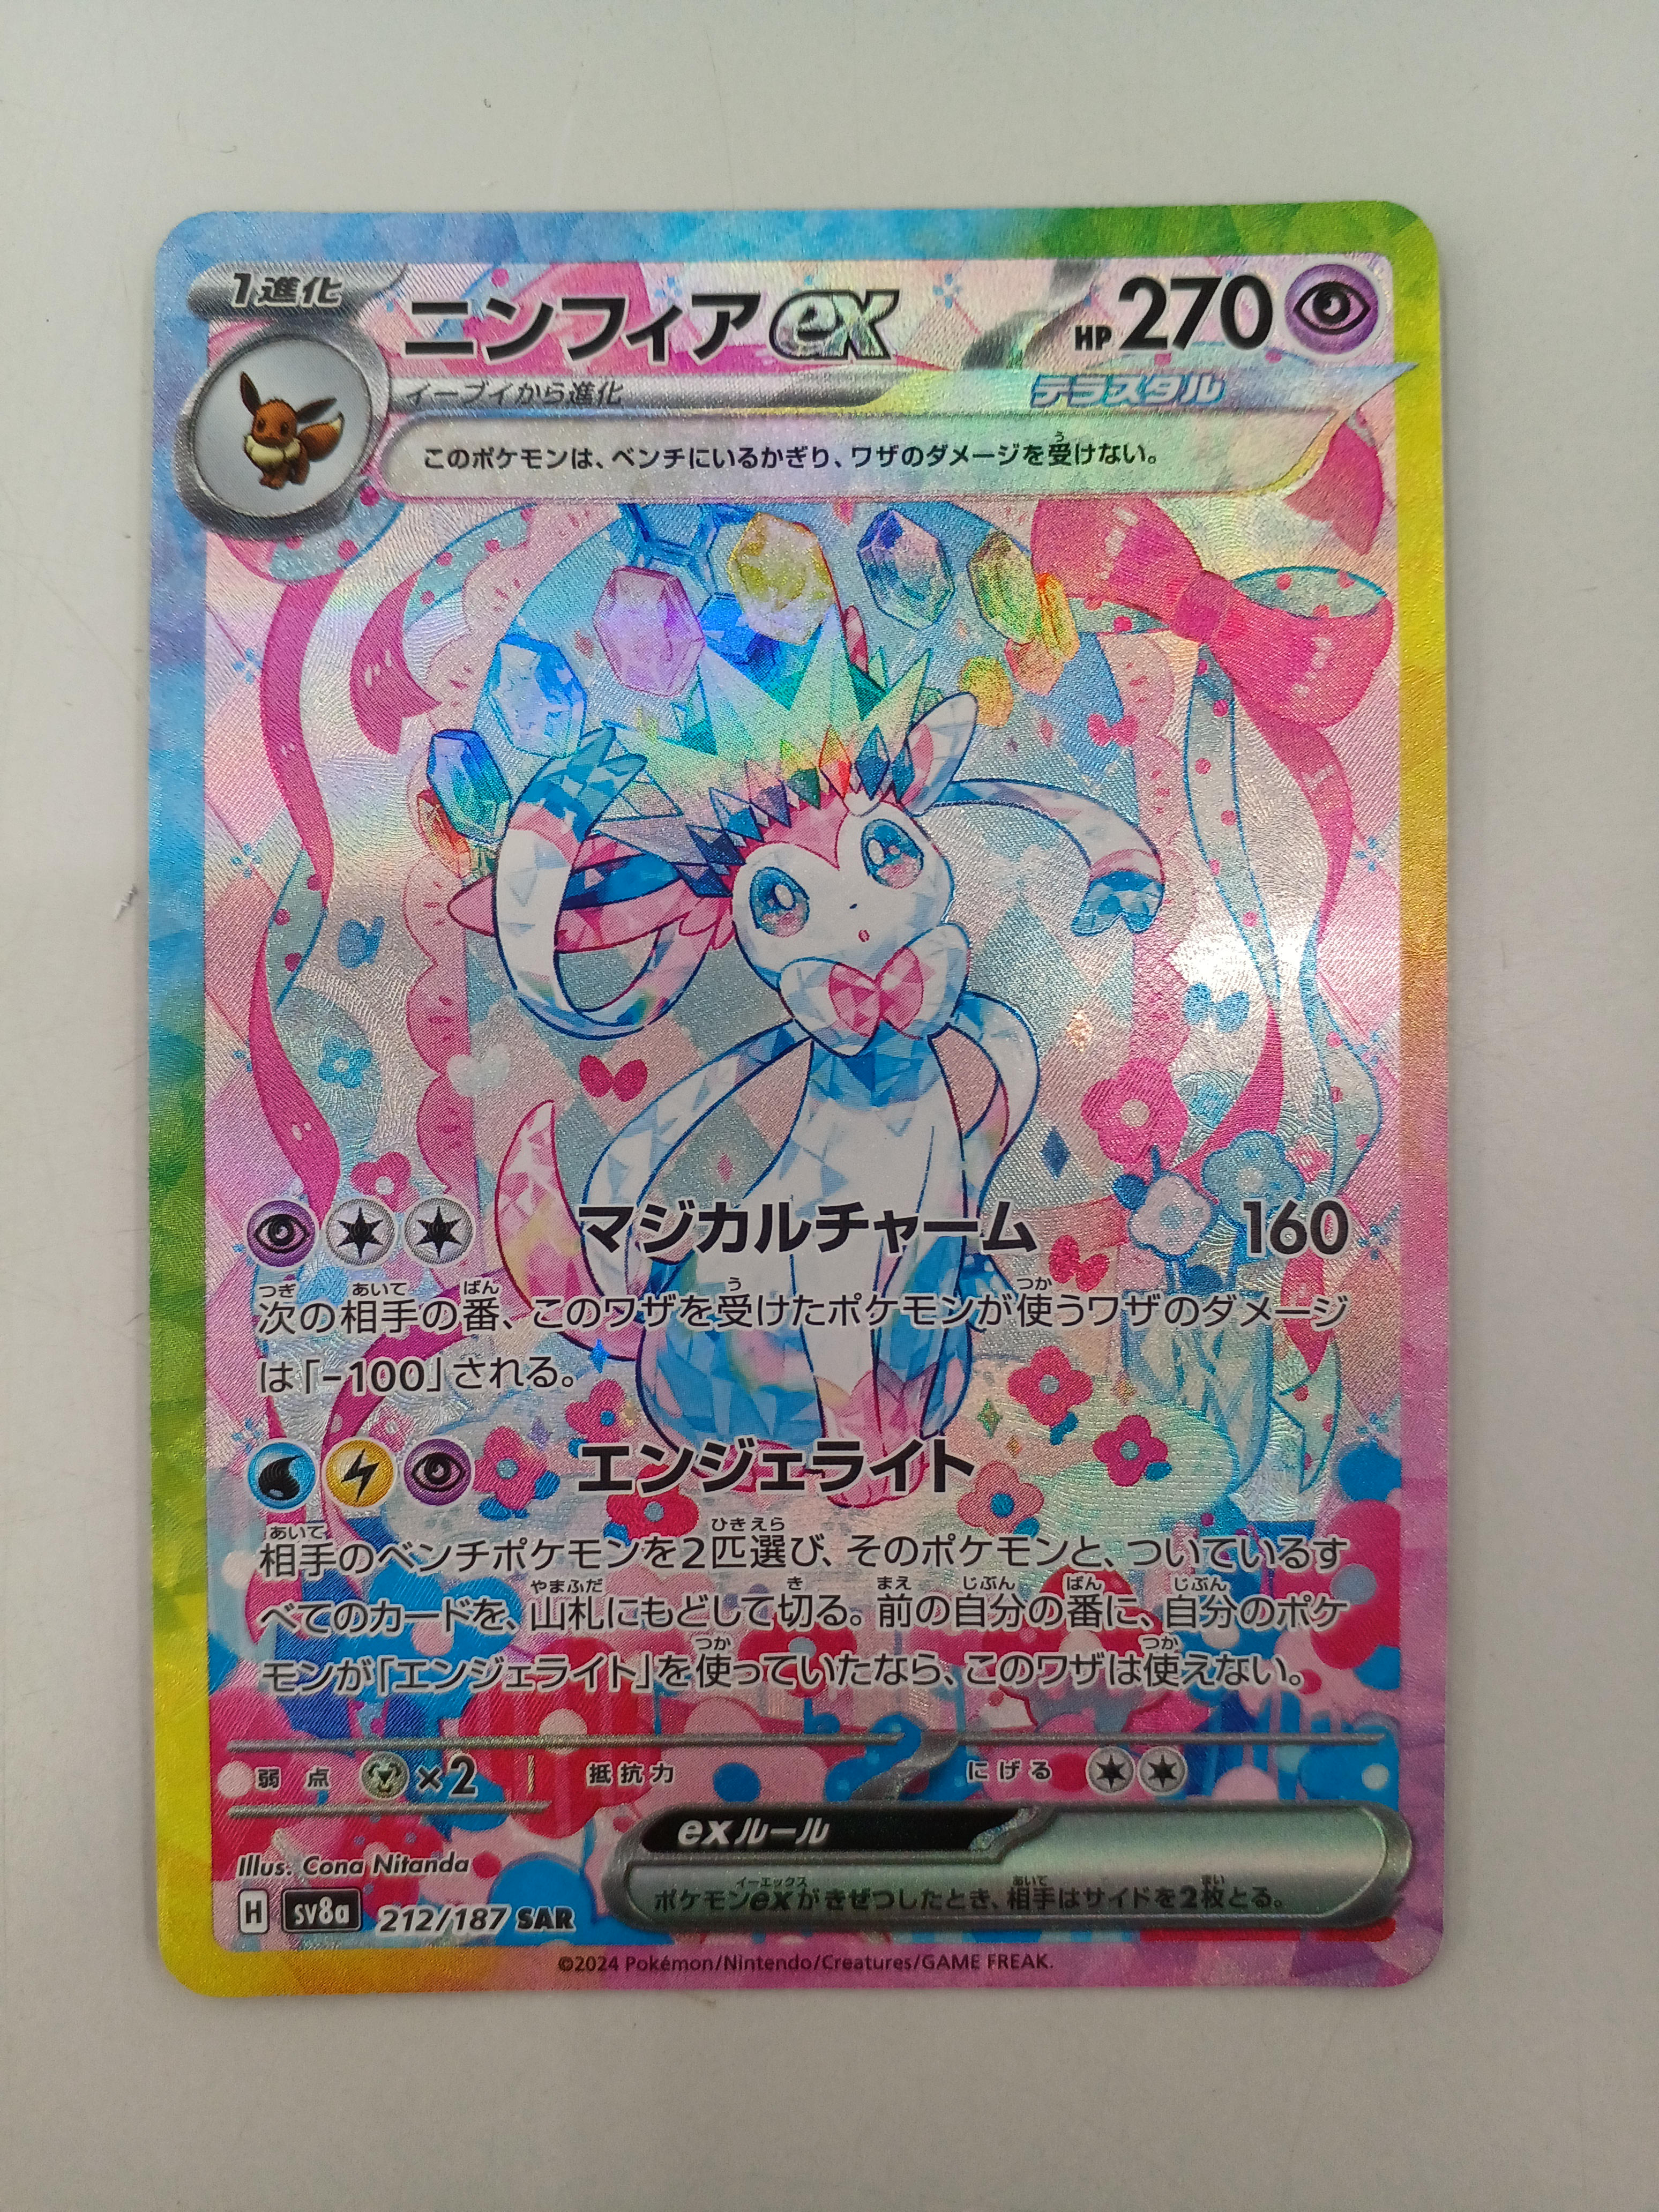 1進化
ニンフィアex
HP 270
イーブイから進化
テラスタル
このポケモンは、ベンチにいるかぎり、ワザのダメージを受けない。
マジカルチャーム 160
次の相手の番、このワザを受けたポケモンが使うワザのダメージ
は「-100」される。
エンジェライト
相手のベンチポケモンを2匹選び、そのポケモンと、ついているす
べてのカードを、山札にもどして切る。前の自分の番に、自分のポケ
モンが「エンジェライト」を使っていたなら、このワザは使えない。
弱点 ×2 抵抗力 にげる
exルール
ポケモンexがきぜつしたとき、相手はサイドを2枚とる。
Illus. Cona Nitanda
H sv8a 212/187 SAR
©2024 Pokémon/Nintendo/Creatures/GAME FREAK.